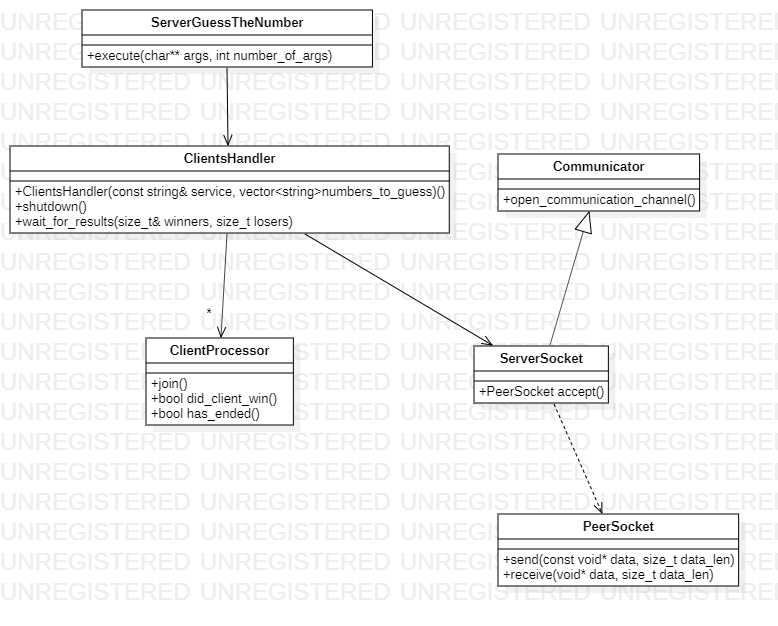 ServerGuessTheNumber
+execute(char** args, int number_of_args)
ClientsHandler
+ClientsHandler(const string& service, vector<string>numbers_to_guess)()
+shutdown()
+wait_for_results(size_t& winners, size_t losers)
Communicator
+open_communication_channel()
*
ClientProcessor
+join()
+bool did_client_win()
+bool has_ended()
ServerSocket
+PeerSocket accept()
PeerSocket
+send(const void* data, size_t data_len)
+receive(void* data, size_t data_len)
UNREGISTERED